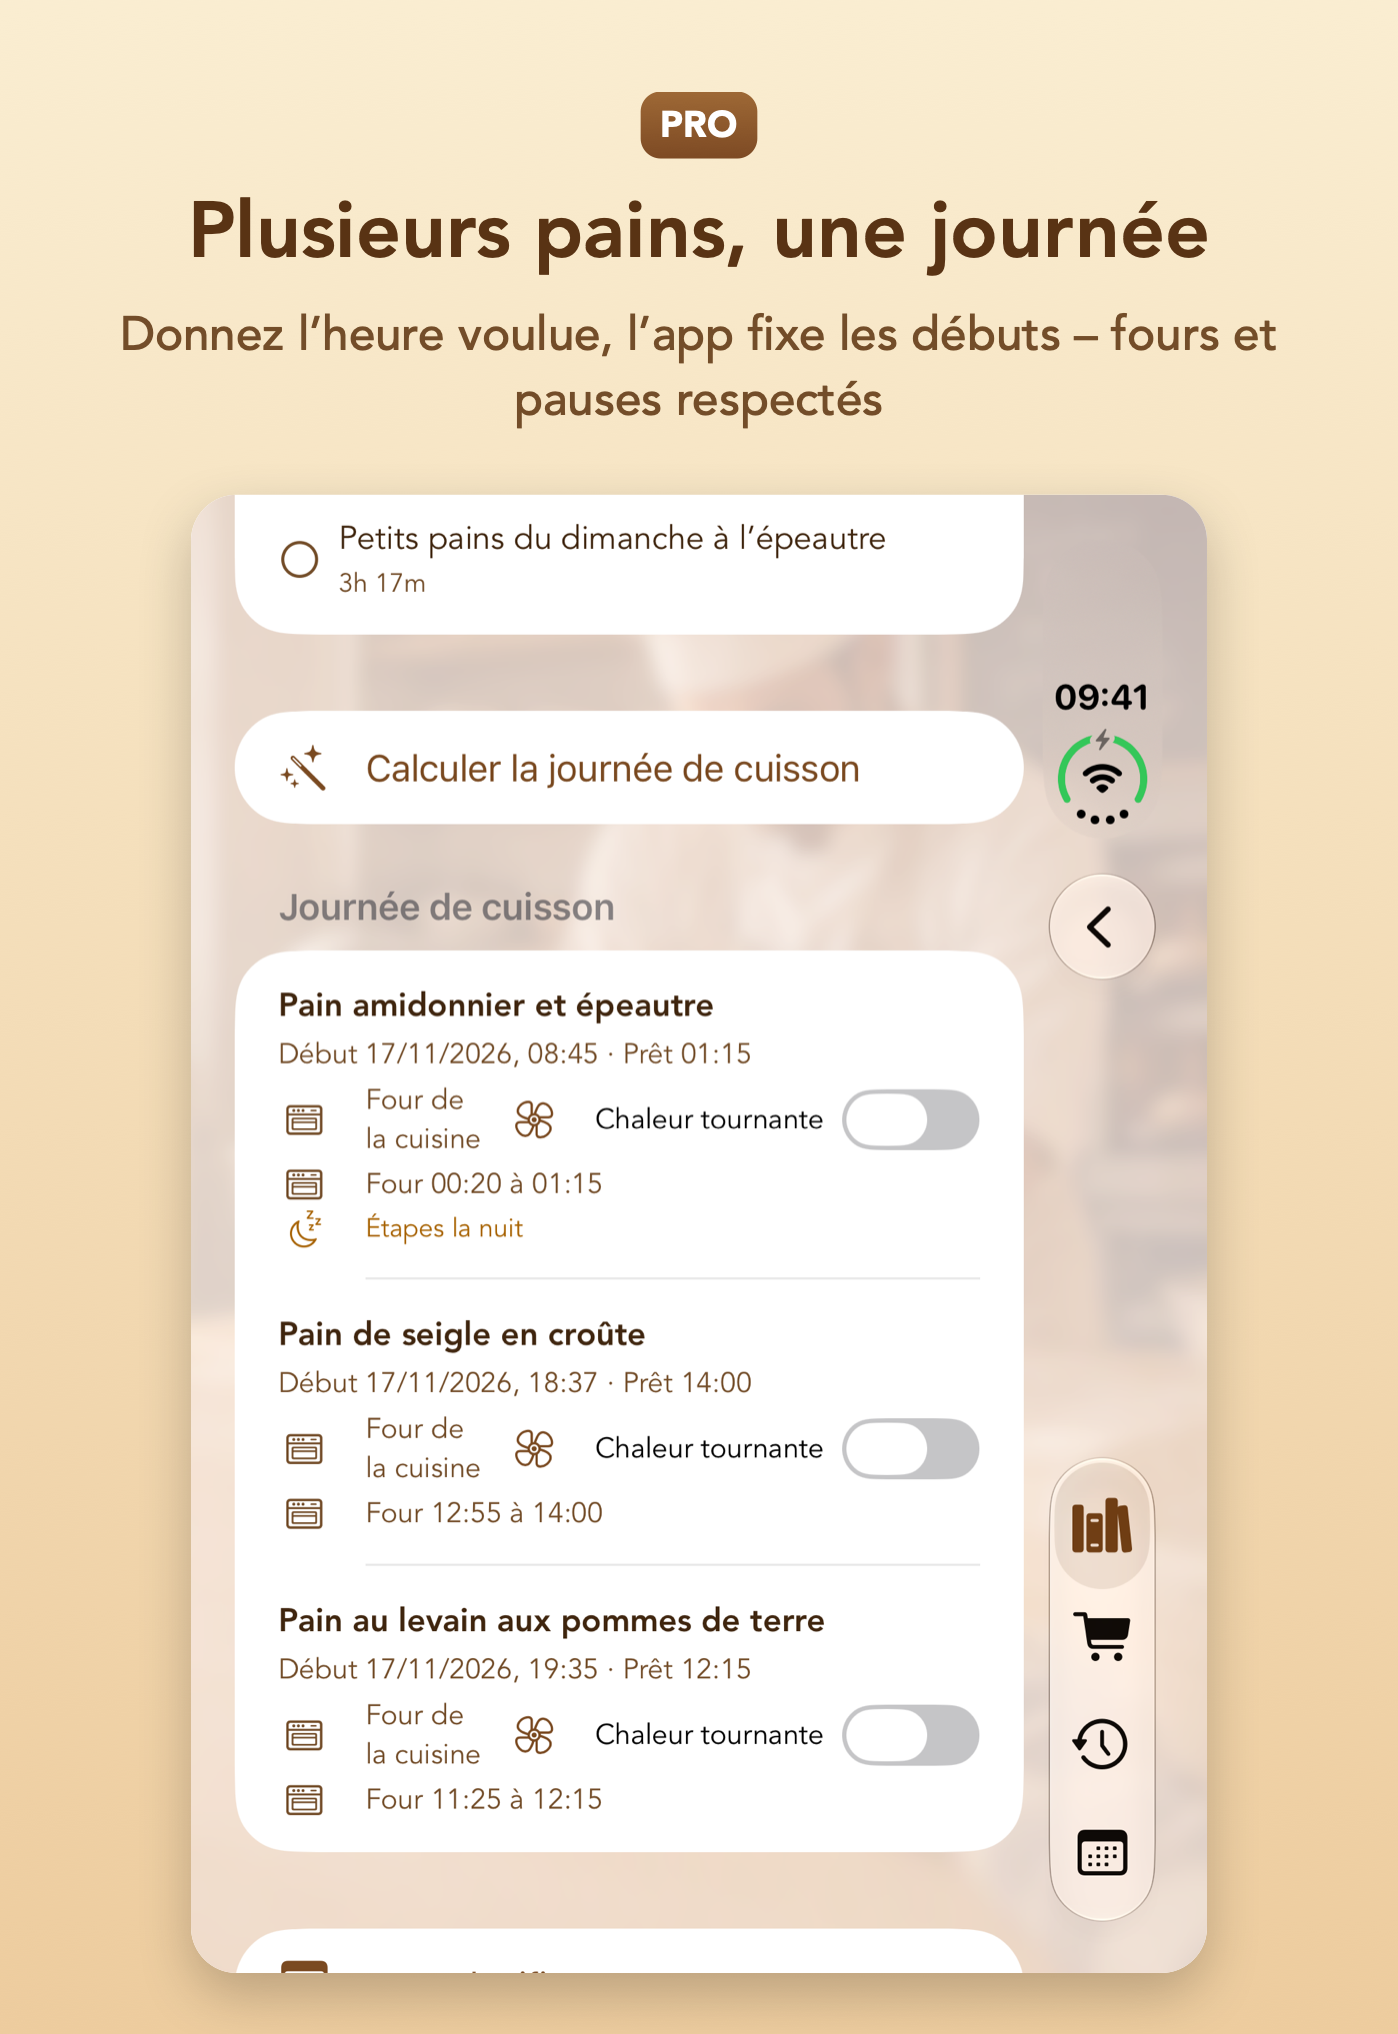 PRO
Plusieurs pains, une journée
Donnez l’heure voulue, l’app fixe les débuts – fours et
pauses respectés
Petits pains du dimanche à l’épeautre
3h 17m
09:41
Calculer la journée de cuisson
Journée de cuisson
Pain amidonnier et épeautre
Début 17/11/2026, 08:45 · Prêt 01:15
Four de
la cuisine
Chaleur tournante
Four 00:20 à 01:15
Étapes la nuit
Pain de seigle en croûte
Début 17/11/2026, 18:37 · Prêt 14:00
Four de
la cuisine
Chaleur tournante
Four 12:55 à 14:00
Pain au levain aux pommes de terre
Début 17/11/2026, 19:35 · Prêt 12:15
Four de
la cuisine
Chaleur tournante
Four 11:25 à 12:15